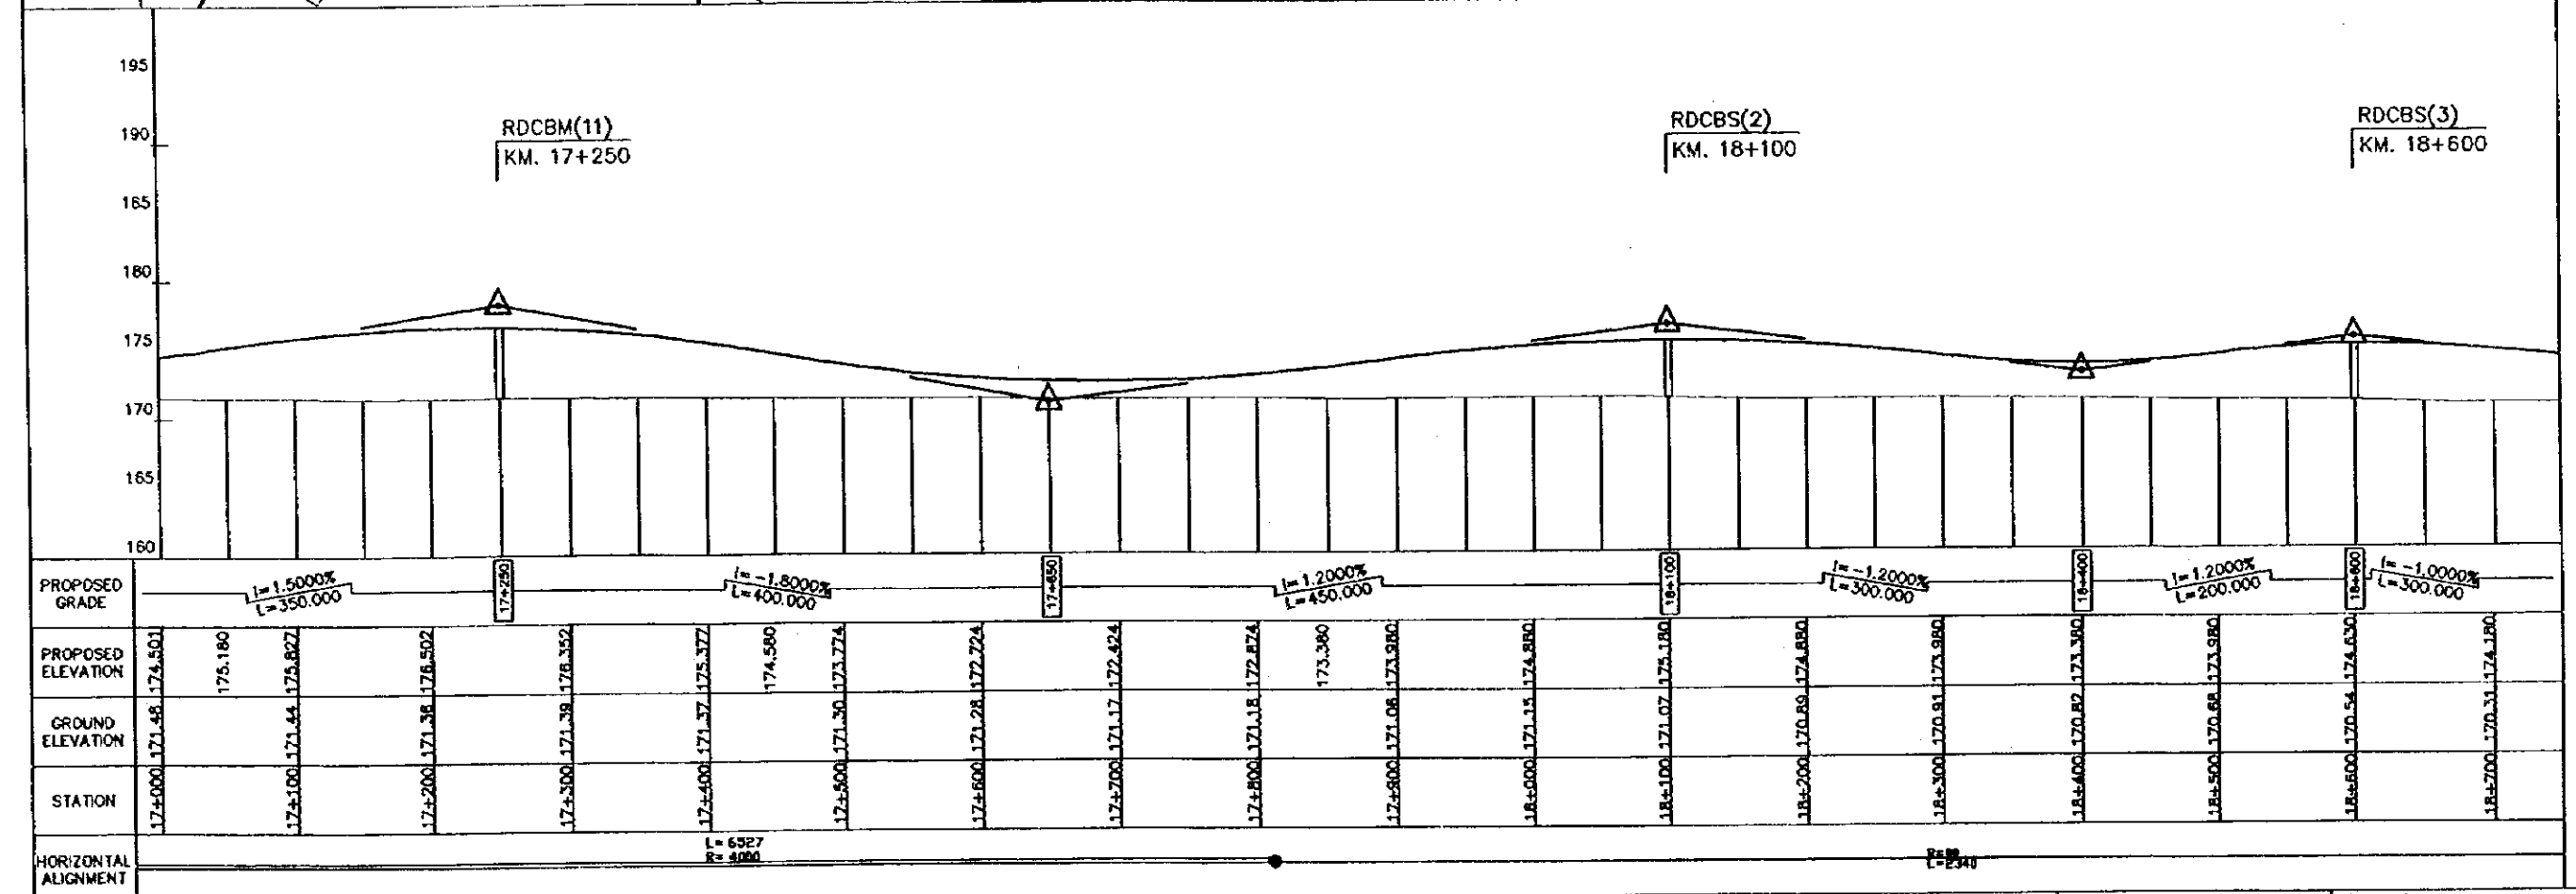 195
190
185
180
175
170
165
160
RDCBM(11)
KM. 17+250
RDCBS(2)
KM. 18+100
RDCBS(3)
KM. 18+600
PROPOSED
GRADE
I=1.5000%
L=350.000
17+250
I= -1.8000%
L=400.000
17+650
I=1.2000%
L=450.000
18+100
I= -1.2000%
L=300.000
18+400
I=1.2000%
L=200.000
18+600
I= -1.0000%
L=300.000
PROPOSED
ELEVATION
174.501
175.180
175.827
176.502
176.352
175.377
174.580
173.774
172.724
172.424
172.874
173.380
173.980
174.880
175.180
174.880
173.980
173.380
173.980
174.630
174.180
GROUND
ELEVATION
171.48
171.44
171.36
171.39
171.37
171.30
171.28
171.17
171.18
171.06
171.15
171.07
170.89
170.91
170.82
170.68
170.54
170.31
STATION
17+000
17+100
17+200
17+300
17+400
17+500
17+600
17+700
17+800
17+900
18+000
18+100
18+200
18+300
18+400
18+500
18+600
18+700
HORIZONTAL
ALIGNMENT
L= 6527
R= 4000
L=2340